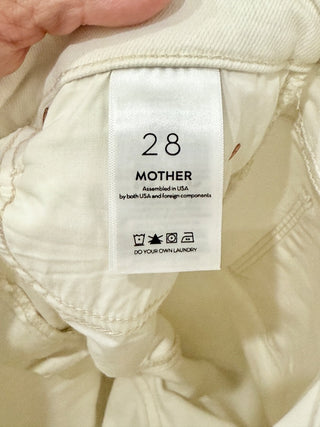 28
MOTHER
Assembled in USA
by both USA and foreign components
DO YOUR OWN LAUNDRY